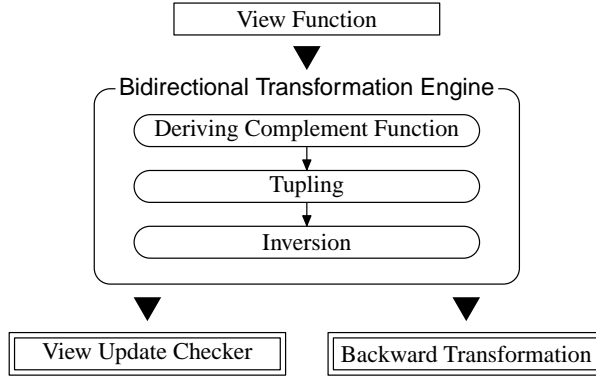 View Function
Bidirectional Transformation Engine
Deriving Complement Function
Tupling
Inversion
View Update Checker
Backward Transformation